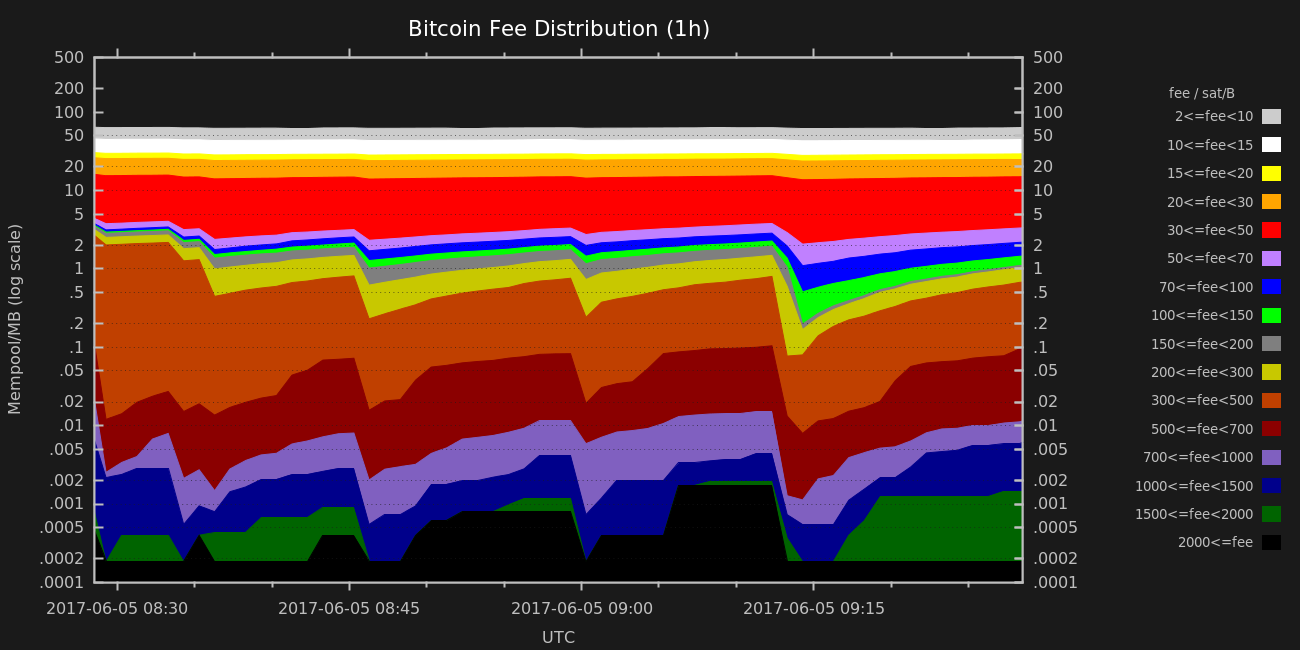 Bitcoin Fee Distribution (1h)
500
200
100
50
20
10
5
2
1
.5
.2
.1
.05
.02
.01
.005
.002
.001
.0005
.0002
.0001
Mempool/MB (log scale)
500
200
100
50
20
10
5
2
1
.5
.2
.1
.05
.02
.01
.005
.002
.001
.0005
.0002
.0001
2017-06-05 08:30
2017-06-05 08:45
2017-06-05 09:00
2017-06-05 09:15
UTC
fee / sat/B
2<=fee<10
10<=fee<15
15<=fee<20
20<=fee<30
30<=fee<50
50<=fee<70
70<=fee<100
100<=fee<150
150<=fee<200
200<=fee<300
300<=fee<500
500<=fee<700
700<=fee<1000
1000<=fee<1500
1500<=fee<2000
2000<=fee